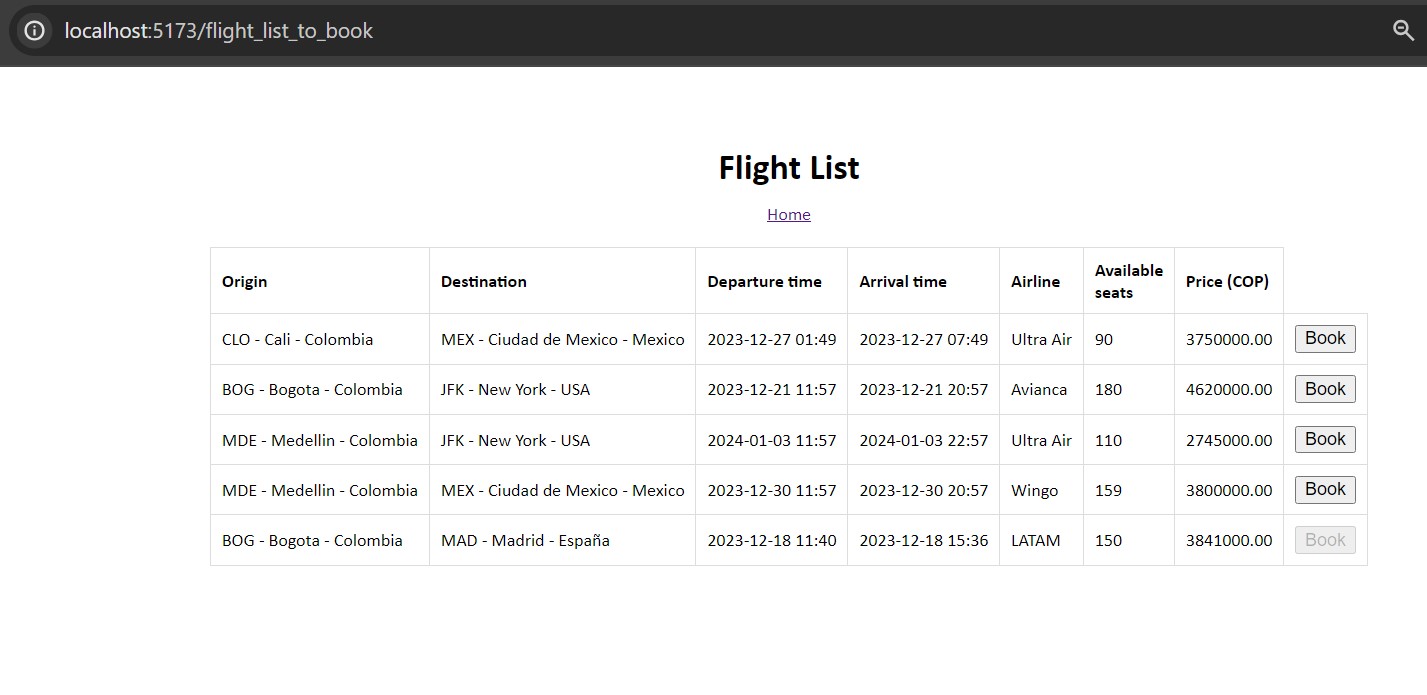 localhost:5173/flight_list_to_book
Flight List
Home
Origin Destination Departure time Arrival time Airline Available seats Price (COP)
CLO - Cali - Colombia MEX - Ciudad de Mexico - Mexico 2023-12-27 01:49 2023-12-27 07:49 Ultra Air 90 3750000.00 Book
BOG - Bogota - Colombia JFK - New York - USA 2023-12-21 11:57 2023-12-21 20:57 Avianca 180 4620000.00 Book
MDE - Medellin - Colombia JFK - New York - USA 2024-01-03 11:57 2024-01-03 22:57 Ultra Air 110 2745000.00 Book
MDE - Medellin - Colombia MEX - Ciudad de Mexico - Mexico 2023-12-30 11:57 2023-12-30 20:57 Wingo 159 3800000.00 Book
BOG - Bogota - Colombia MAD - Madrid - España 2023-12-18 11:40 2023-12-18 15:36 LATAM 150 3841000.00 Book